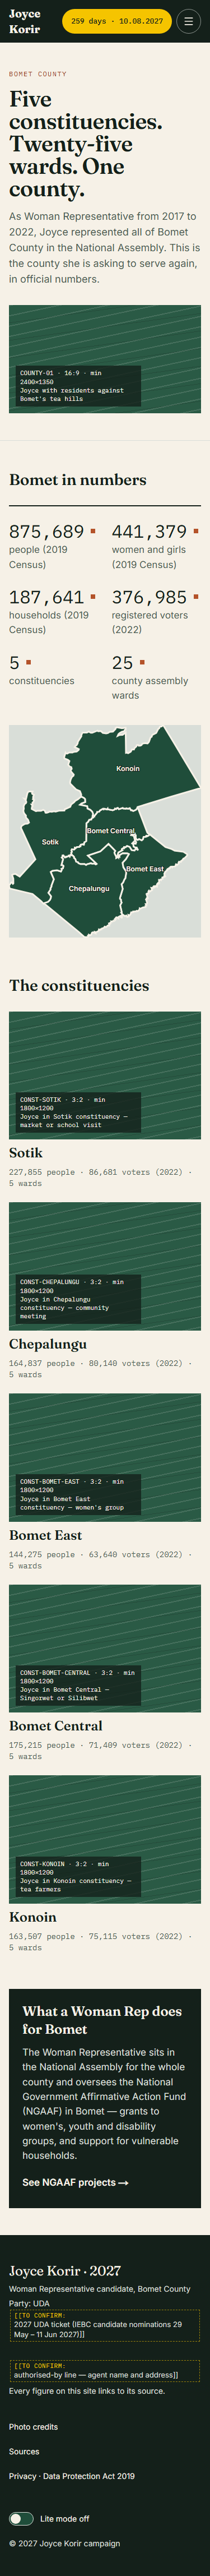 Joyce
Korir
259 days · 10.08.2027
BOMET COUNTY
Five
constituencies.
Twenty-five
wards. One
county.
As Woman Representative from 2017 to
2022, Joyce represented all of Bomet
County in the National Assembly. This is
the county she is asking to serve again,
in official numbers.
COUNTY-01 · 16:9 · min
2400×1350
Joyce with residents against
Bomet's tea hills
Bomet in numbers
875,689
people (2019
Census)
441,379
women and girls
(2019 Census)
187,641
households (2019
Census)
376,985
registered voters
(2022)
5
constituencies
25
county assembly
wards
Konoin
Bomet Central
Sotik
Bomet East
Chepalungu
The constituencies
CONST-SOTIK · 3:2 · min
1800×1200
Joyce in Sotik constituency —
market or school visit
Sotik
227,855 people · 86,681 voters (2022) ·
5 wards
CONST-CHEPALUNGU · 3:2 · min
1800×1200
Joyce in Chepalungu
constituency — community
meeting
Chepalungu
164,837 people · 80,140 voters (2022) ·
5 wards
CONST-BOMET-EAST · 3:2 · min
1800×1200
Joyce in Bomet East
constituency — women's group
Bomet East
144,275 people · 63,640 voters (2022) ·
5 wards
CONST-BOMET-CENTRAL · 3:2 · min
1800×1200
Joyce in Bomet Central —
Singorwet or Silibwet
Bomet Central
175,215 people · 71,409 voters (2022) ·
5 wards
CONST-KONOIN · 3:2 · min
1800×1200
Joyce in Konoin constituency —
tea farmers
Konoin
163,507 people · 75,115 voters (2022) ·
5 wards
What a Woman Rep does
for Bomet
The Woman Representative sits in
the National Assembly for the whole
county and oversees the National
Government Affirmative Action Fund
(NGAAF) in Bomet — grants to
women's, youth and disability
groups, and support for vulnerable
households.
See NGAAF projects →
Joyce Korir · 2027
Woman Representative candidate, Bomet County
Party: UDA
[[TO CONFIRM:
2027 UDA ticket (IEBC candidate nominations 29
May – 11 Jun 2027)]]
[[TO CONFIRM:
authorised-by line — agent name and address]]
Every figure on this site links to its source.
Photo credits
Sources
Privacy · Data Protection Act 2019
Lite mode off
© 2027 Joyce Korir campaign